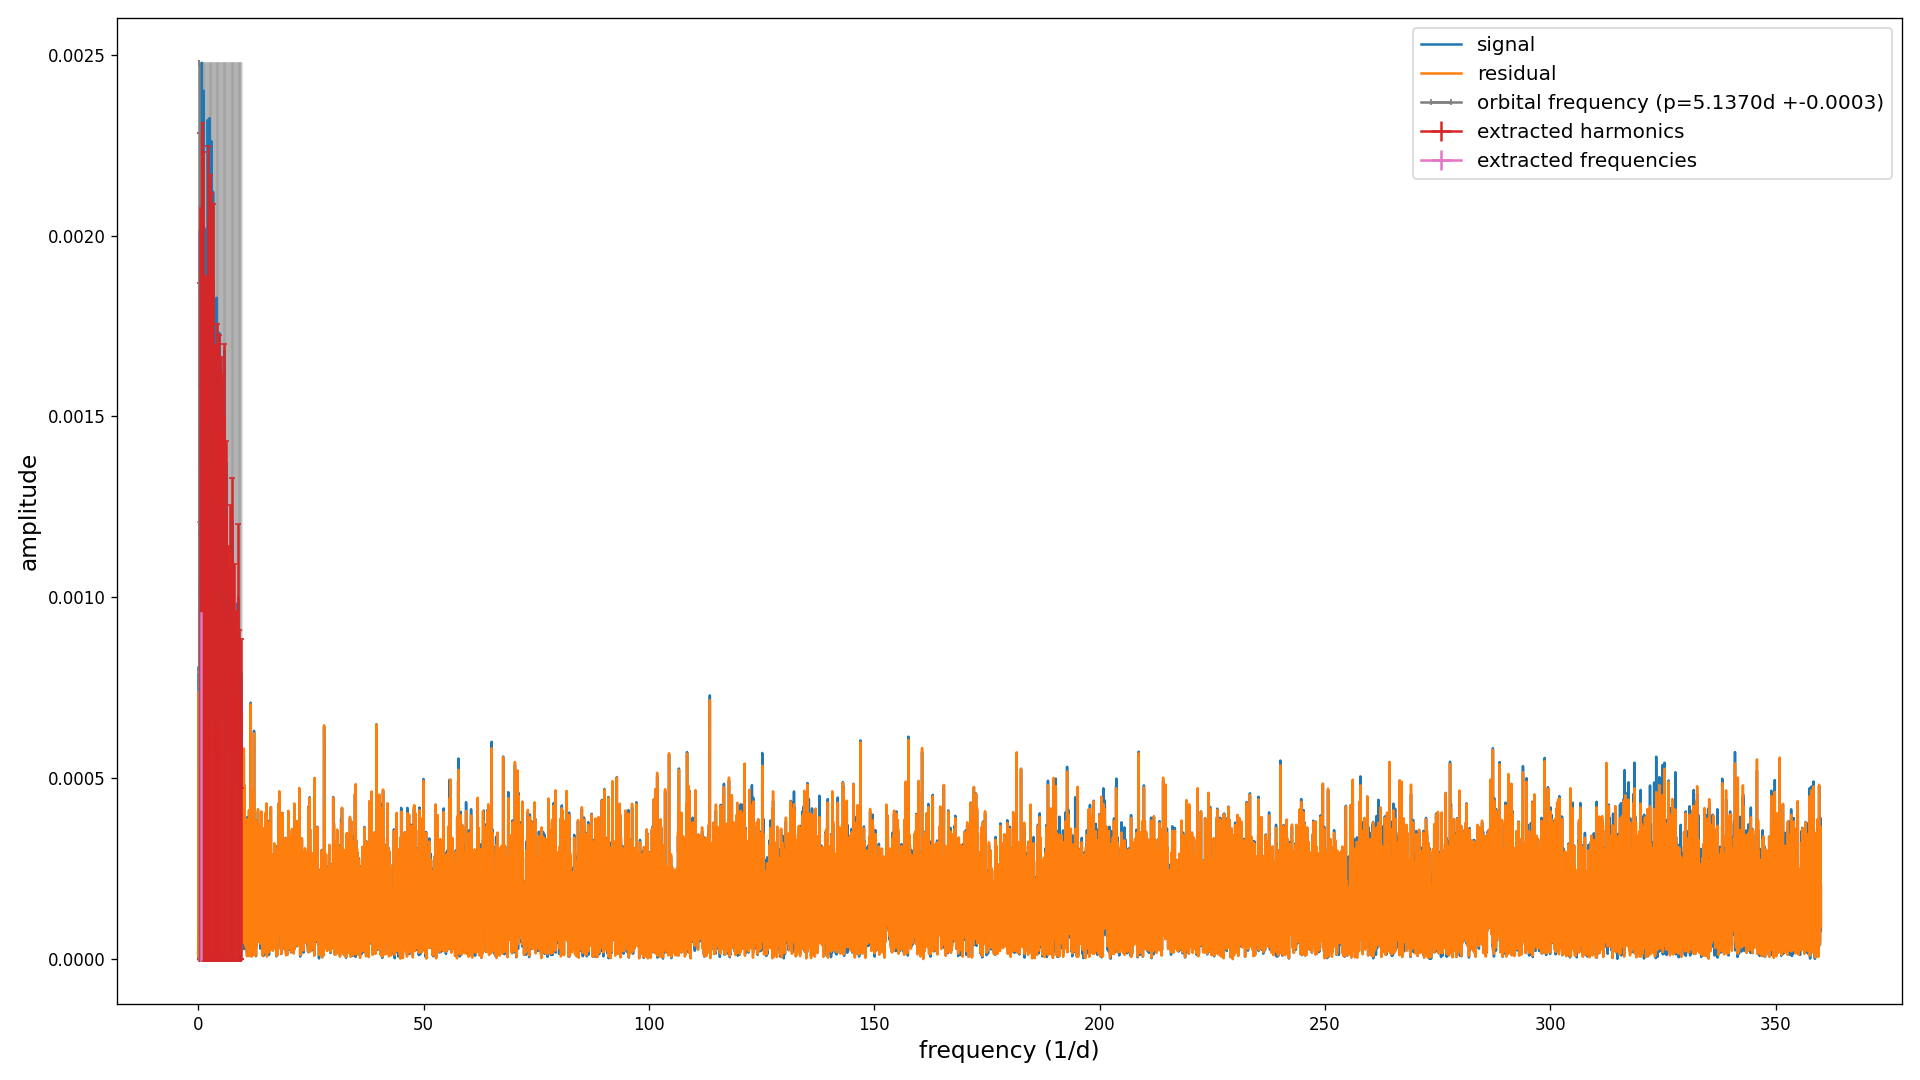 signal
residual
orbital frequency (p=5.1370d +-0.0003)
extracted harmonics
extracted frequencies
0.0025
0.0020
0.0015
0.0010
0.0005
0.0000
amplitude
0 50 100 150 200 250 300 350
frequency (1/d)